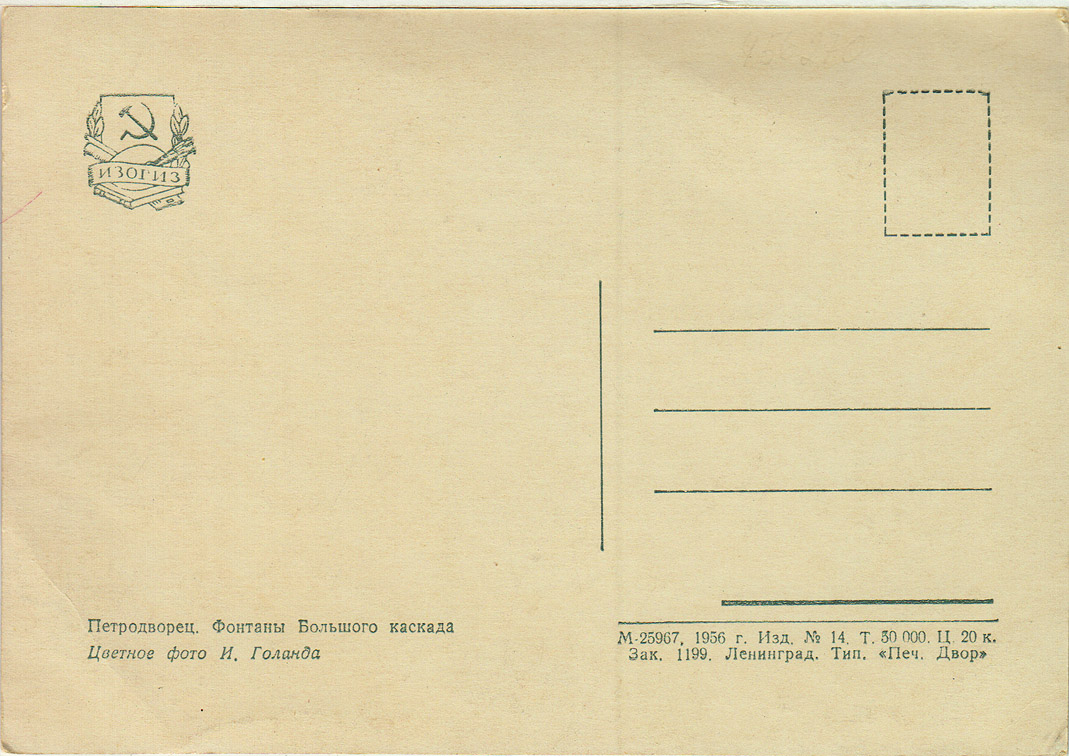 ИЗОГИЗ
Петродворец. Фонтаны Большого каскада
Цветное фото И. Голанда
М-25967, 1956 г. Изд. № 14. Т. 50 000. Ц. 20 к.
Зак. 1199. Ленинград. Тип. «Печ. Двор»